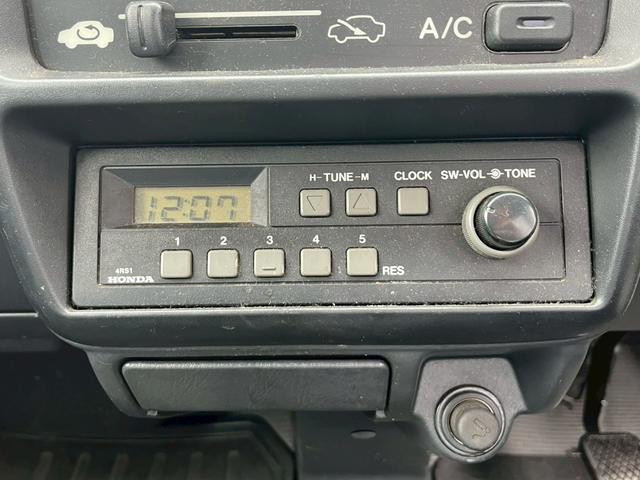 A/C
H-TUNE-M CLOCK SW-VOL TONE
12:07
1 2 3 4 5
4RS1
HONDA
RES